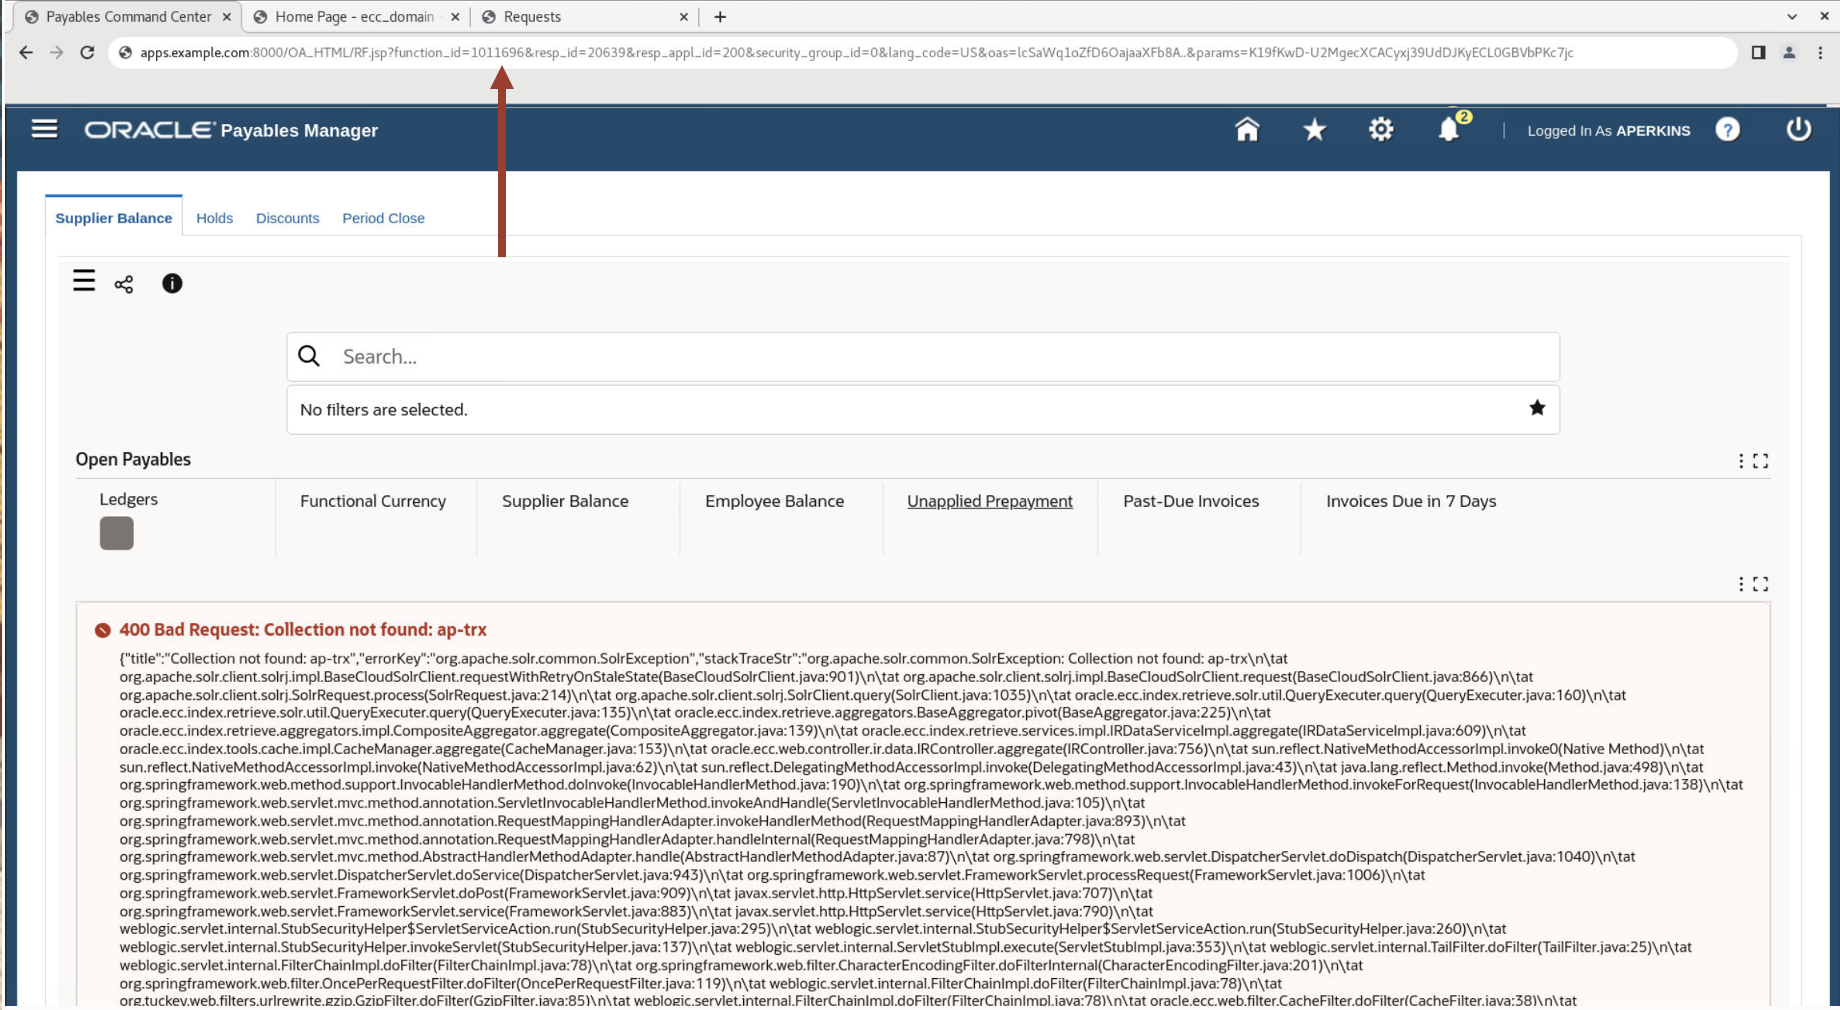 Payables Command Center
Home Page - ecc_domain
Requests
apps.example.com:8000/OA_HTML/RF.jsp?function_id=1011696&resp_id=20639&resp_appl_id=200&security_group_id=0&lang_code=US&oas=lcSaWq1oZfD6OajaaXFb8A..&params=K19fKwD-U2MgecXCACyxj39UdDJKyECL0GBVbPKc7jc
ORACLE Payables Manager
2
Logged In As APERKINS
Supplier Balance Holds Discounts Period Close
Search...
No filters are selected.
Open Payables
Ledgers
Functional Currency
Supplier Balance
Employee Balance
Unapplied Prepayment
Past-Due Invoices
Invoices Due in 7 Days
400 Bad Request: Collection not found: ap-trx
{"title":"Collection not found: ap-trx","errorKey":"org.apache.solr.common.SolrException","stackTraceStr":"org.apache.solr.common.SolrException: Collection not found: ap-trx\n\tat
org.apache.solr.client.solrj.impl.BaseCloudSolrClient.requestWithRetryOnStaleState(BaseCloudSolrClient.java:901)\n\tat org.apache.solr.client.solrj.impl.BaseCloudSolrClient.request(BaseCloudSolrClient.java:866)\n\tat
org.apache.solr.client.solrj.SolrRequest.process(SolrRequest.java:214)\n\tat org.apache.solr.client.solrj.SolrClient.query(SolrClient.java:1035)\n\tat oracle.ecc.index.retrieve.solr.util.QueryExecuter.query(QueryExecuter.java:160)\n\tat
oracle.ecc.index.retrieve.solr.util.QueryExecuter.query(QueryExecuter.java:135)\n\tat oracle.ecc.index.retrieve.aggregators.BaseAggregator.pivot(BaseAggregator.java:225)\n\tat
oracle.ecc.index.retrieve.aggregators.impl.CompositeAggregator.aggregate(CompositeAggregator.java:139)\n\tat oracle.ecc.index.retrieve.services.impl.IRDataServiceImpl.aggregate(IRDataServiceImpl.java:609)\n\tat
oracle.ecc.index.tools.cache.impl.CacheManager.aggregate(CacheManager.java:153)\n\tat oracle.ecc.web.controller.ir.data.IRController.aggregate(IRController.java:756)\n\tat sun.reflect.NativeMethodAccessorImpl.invoke0(Native Method)\n\tat
sun.reflect.NativeMethodAccessorImpl.invoke(NativeMethodAccessorImpl.java:62)\n\tat sun.reflect.DelegatingMethodAccessorImpl.invoke(DelegatingMethodAccessorImpl.java:43)\n\tat java.lang.reflect.Method.invoke(Method.java:498)\n\tat
org.springframework.web.method.support.InvocableHandlerMethod.doInvoke(InvocableHandlerMethod.java:190)\n\tat org.springframework.web.method.support.InvocableHandlerMethod.invokeForRequest(InvocableHandlerMethod.java:138)\n\tat
org.springframework.web.servlet.mvc.method.annotation.ServletInvocableHandlerMethod.invokeAndHandle(ServletInvocableHandlerMethod.java:105)\n\tat
org.springframework.web.servlet.mvc.method.annotation.RequestMappingHandlerAdapter.invokeHandlerMethod(RequestMappingHandlerAdapter.java:893)\n\tat
org.springframework.web.servlet.mvc.method.annotation.RequestMappingHandlerAdapter.handleInternal(RequestMappingHandlerAdapter.java:798)\n\tat
org.springframework.web.servlet.mvc.method.AbstractHandlerMethodAdapter.handle(AbstractHandlerMethodAdapter.java:87)\n\tat org.springframework.web.servlet.DispatcherServlet.doDispatch(DispatcherServlet.java:1040)\n\tat
org.springframework.web.servlet.DispatcherServlet.doService(DispatcherServlet.java:943)\n\tat org.springframework.web.servlet.FrameworkServlet.processRequest(FrameworkServlet.java:1006)\n\tat
org.springframework.web.servlet.FrameworkServlet.doPost(FrameworkServlet.java:909)\n\tat javax.servlet.http.HttpServlet.service(HttpServlet.java:707)\n\tat
org.springframework.web.servlet.FrameworkServlet.service(FrameworkServlet.java:883)\n\tat javax.servlet.http.HttpServlet.service(HttpServlet.java:790)\n\tat
weblogic.servlet.internal.StubSecurityHelper$ServletServiceAction.run(StubSecurityHelper.java:295)\n\tat weblogic.servlet.internal.StubSecurityHelper$ServletServiceAction.run(StubSecurityHelper.java:260)\n\tat
weblogic.servlet.internal.StubSecurityHelper.invokeServlet(StubSecurityHelper.java:137)\n\tat weblogic.servlet.internal.ServletStubImpl.execute(ServletStubImpl.java:353)\n\tat weblogic.servlet.internal.TailFilter.doFilter(TailFilter.java:25)\n\tat
weblogic.servlet.internal.FilterChainImpl.doFilter(FilterChainImpl.java:78)\n\tat org.springframework.web.filter.CharacterEncodingFilter.doFilterInternal(CharacterEncodingFilter.java:201)\n\tat
org.springframework.web.filter.OncePerRequestFilter.doFilter(OncePerRequestFilter.java:119)\n\tat weblogic.servlet.internal.FilterChainImpl.doFilter(FilterChainImpl.java:78)\n\tat
org.tuckey.web.filters.urlrewrite.gzip.GzipFilter.doFilter(GzipFilter.java:85)\n\tat weblogic.servlet.internal.FilterChainImpl.doFilter(FilterChainImpl.java:78)\n\tat oracle.ecc.web.filter.CacheFilter.doFilter(CacheFilter.java:38)\n\tat